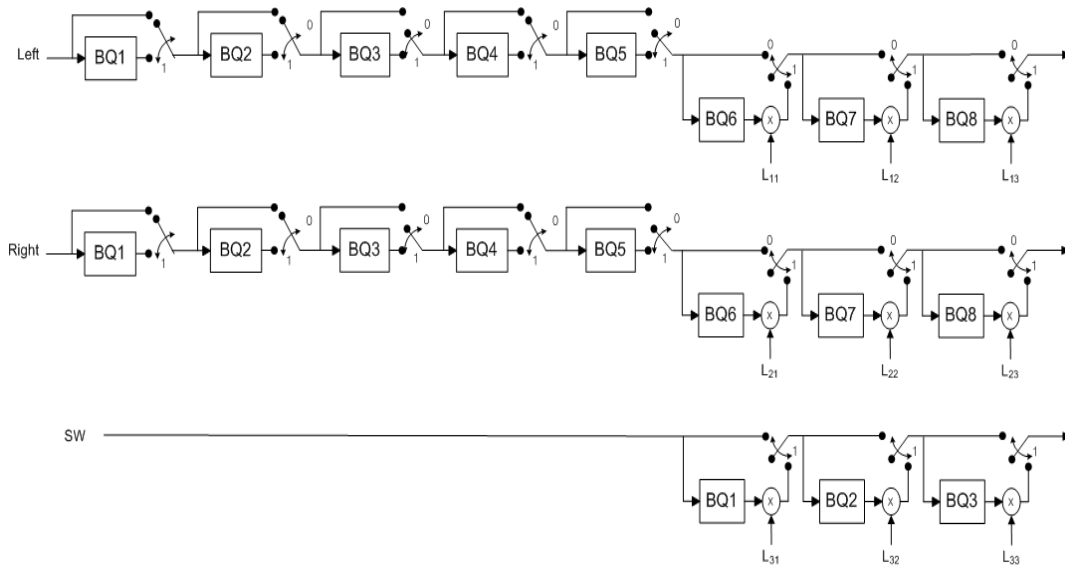 0 0 0 0
Left BQ1 BQ2 BQ3 BQ4 BQ5
1 1 1 1 1
0 0 0
1 1 1
BQ6 X BQ7 X BQ8 X
L11 L12 L13
0 0 0 0
Right BQ1 BQ2 BQ3 BQ4 BQ5
1 1 1 1 1
0 0 0
1 1 1
BQ6 X BQ7 X BQ8 X
L21 L22 L23
SW
1 1 1
BQ1 X BQ2 X BQ3 X
L31 L32 L33